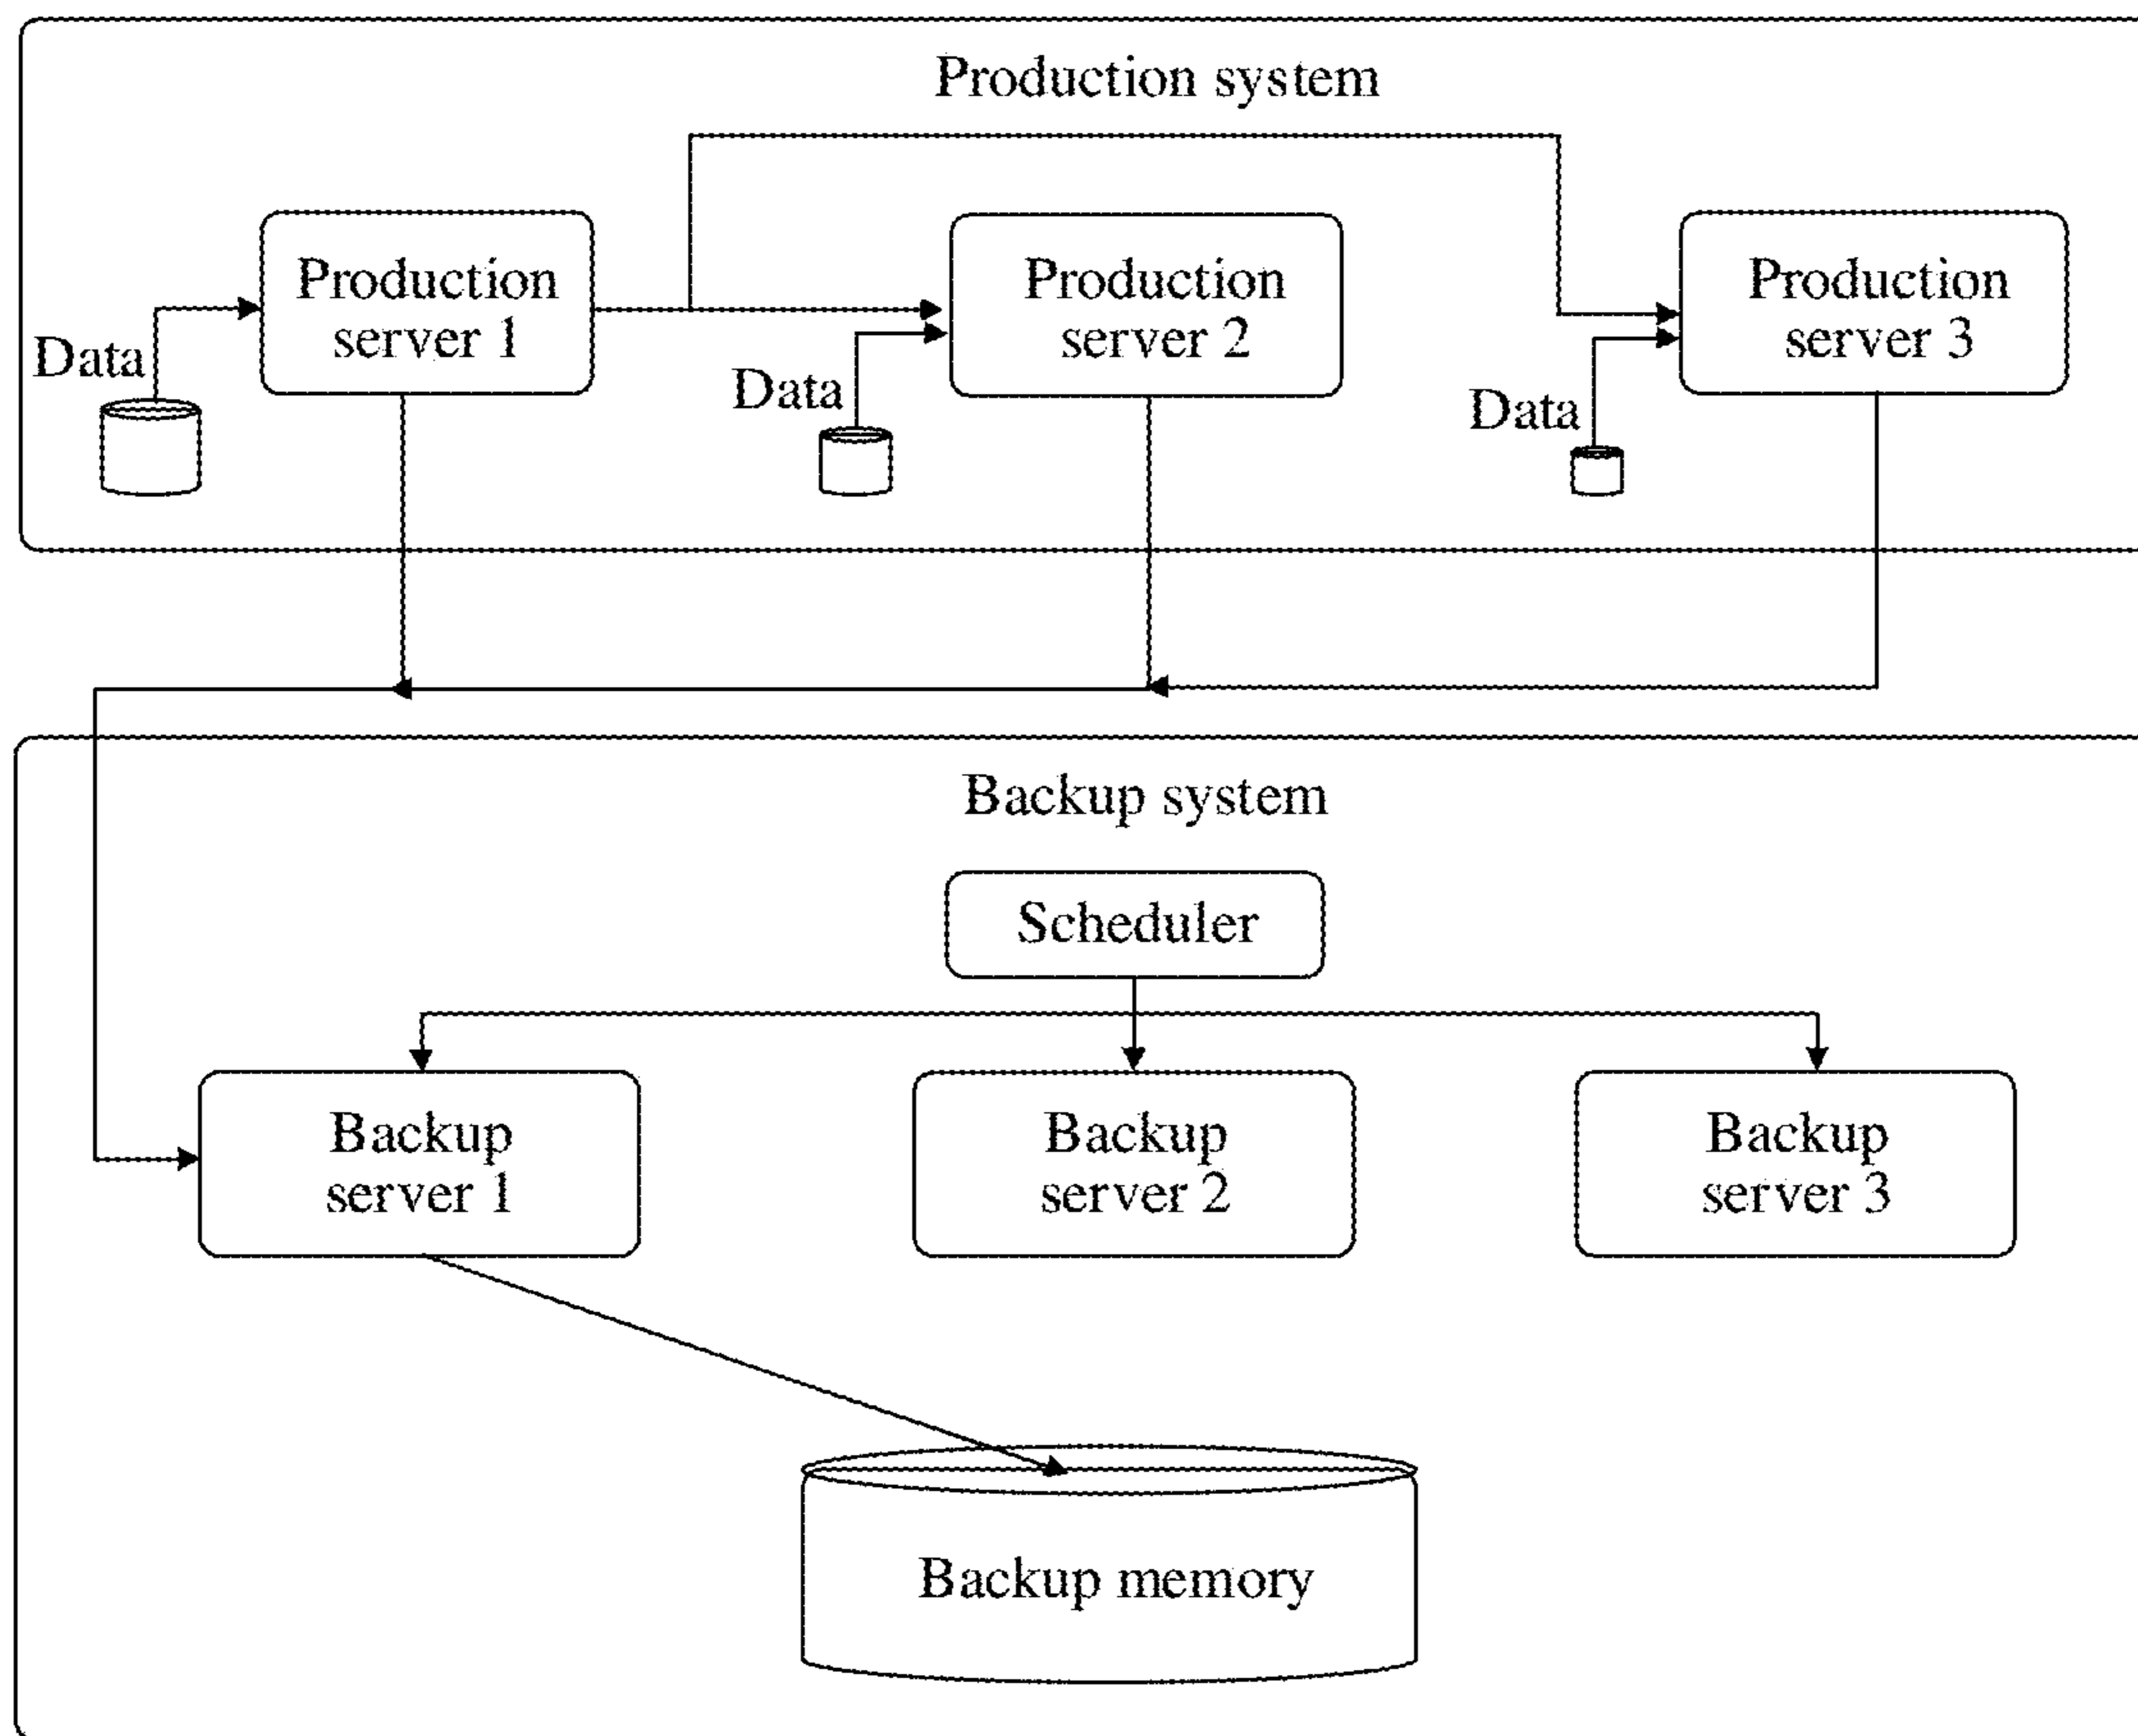 Production system
Production
server 1
Production
server 2
Production
server 3
Data
Data
Data
Backup system
Scheduler
Backup
server 1
Backup
server 2
Backup
server 3
Backup memory